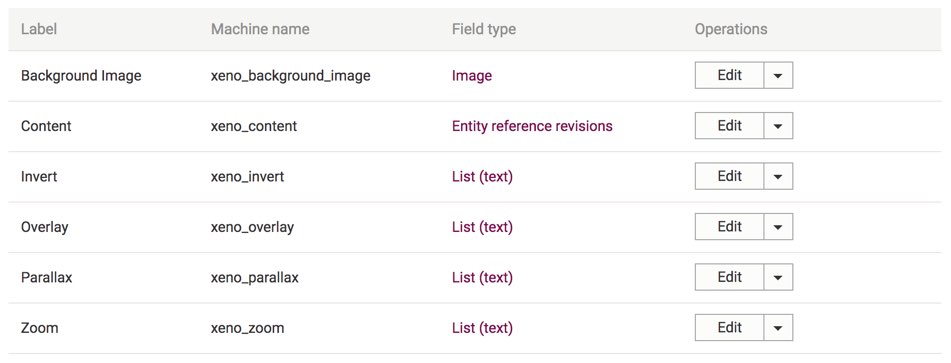 Label Machine name Field type Operations
Background Image xeno_background_image Image Edit
Content xeno_content Entity reference revisions Edit
Invert xeno_invert List (text) Edit
Overlay xeno_overlay List (text) Edit
Parallax xeno_parallax List (text) Edit
Zoom xeno_zoom List (text) Edit